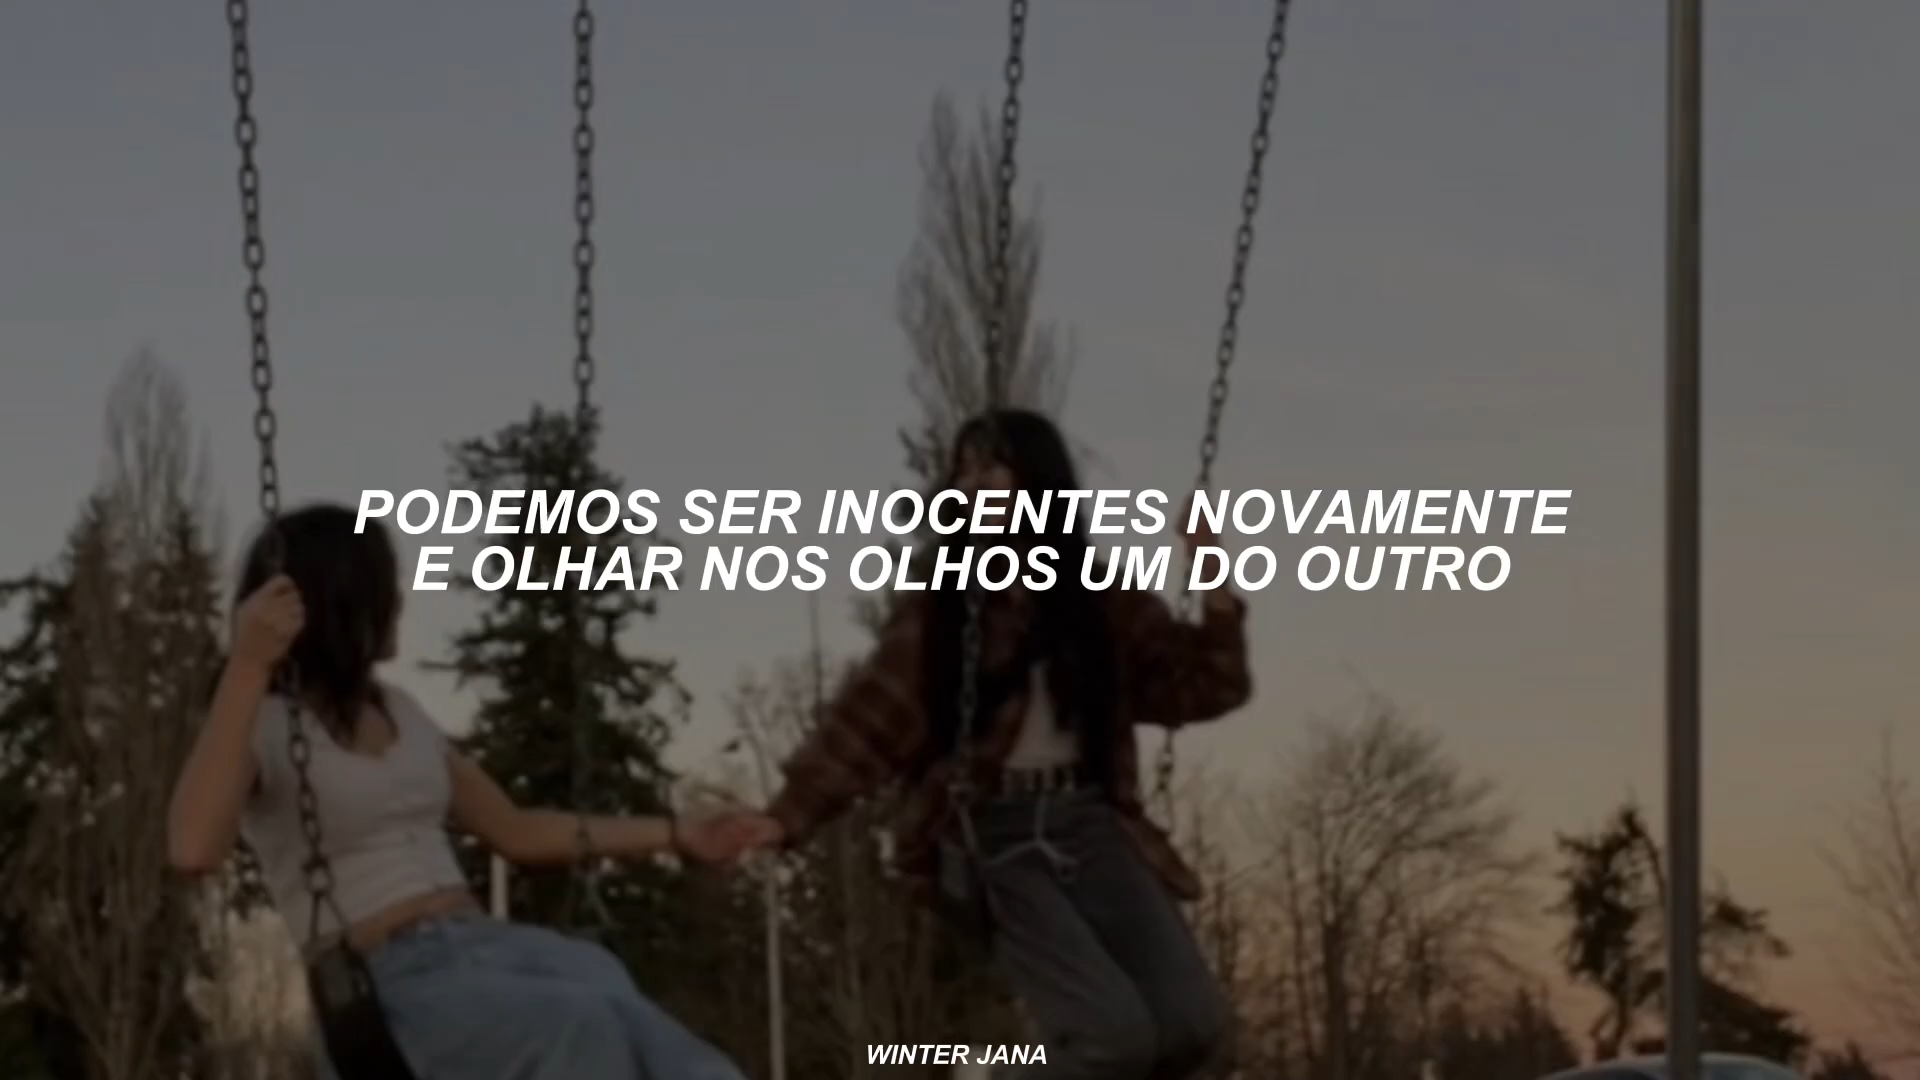 PODEMOS SER INOCENTES NOVAMENTE
E OLHAR NOS OLHOS UM DO OUTRO
WINTER JANA